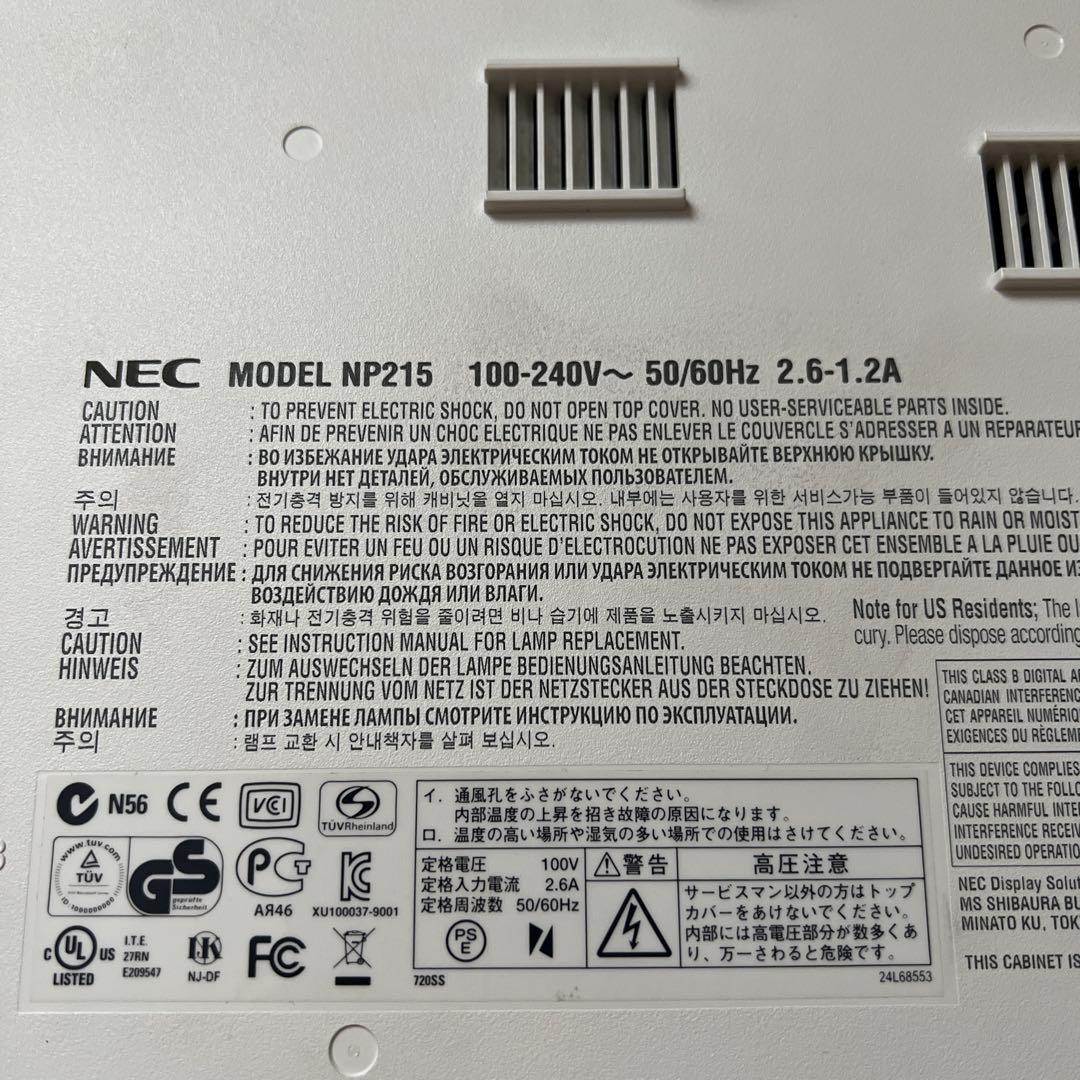 NEC MODEL NP215 100-240V～ 50/60Hz 2.6-1.2A
CAUTION : TO PREVENT ELECTRIC SHOCK, DO NOT OPEN TOP COVER. NO USER-SERVICEABLE PARTS INSIDE.
ATTENTION : AFIN DE PREVENIR UN CHOC ELECTRIQUE NE PAS ENLEVER LE COUVERCLE S'ADRESSER A UN REPARATEUR
ВНИМАНИЕ : ВО ИЗБЕЖАНИЕ УДАРА ЭЛЕКТРИЧЕСКИМ ТОКОМ НЕ ОТКРЫВАЙТЕ ВЕРХНЮЮ КРЫШКУ.
ВНУТРИ НЕТ ДЕТАЛЕЙ, ОБСЛУЖИВАЕМЫХ ПОЛЬЗОВАТЕЛЕМ.
주의 : 전기충격 방지를 위해 캐비닛을 열지 마십시오. 내부에는 사용자를 위한 서비스가능 부품이 들어있지 않습니다.
WARNING : TO REDUCE THE RISK OF FIRE OR ELECTRIC SHOCK, DO NOT EXPOSE THIS APPLIANCE TO RAIN OR MOIST
AVERTISSEMENT : POUR EVITER UN FEU OU UN RISQUE D'ELECTROCUTION NE PAS EXPOSER CET ENSEMBLE A LA PLUIE OU
ПРЕДУПРЕЖДЕНИЕ : ДЛЯ СНИЖЕНИЯ РИСКА ВОЗГОРАНИЯ ИЛИ УДАРА ЭЛЕКТРИЧЕСКИМ ТОКОМ НЕ ПОДВЕРГАЙТЕ ДАННОЕ ИЗ
ВОЗДЕЙСТВИЮ ДОЖДЯ ИЛИ ВЛАГИ.
경고 : 화재나 전기충격 위험을 줄이려면 비나 습기에 제품을 노출시키지 마십시오.
CAUTION : SEE INSTRUCTION MANUAL FOR LAMP REPLACEMENT.
HINWEIS : ZUM AUSWECHSELN DER LAMPE BEDIENUNGSANLEITUNG BEACHTEN.
ZUR TRENNUNG VOM NETZ IST DER NETZSTECKER AUS DER STECKDOSE ZU ZIEHEN!
ВНИМАНИЕ : ПРИ ЗАМЕНЕ ЛАМПЫ СМОТРИТЕ ИНСТРУКЦИЮ ПО ЭКСПЛУАТАЦИИ.
주의 : 램프 교환 시 안내책자를 살펴 보십시오.
Note for US Residents; The l
cury. Please dispose according
THIS CLASS B DIGITAL A
CANADIAN INTERFERENC
CET APPAREIL NUMÉRIQ
EXIGENCES DU RÈGLEME
THIS DEVICE COMPLIES
SUBJECT TO THE FOLLO
CAUSE HARMFUL INTE
INTERFERENCE RECEIV
UNDESIRED OPERATIO
NEC Display Solut
MS SHIBAURA BU
MINATO KU, TOK
THIS CABINET IS
N56 CE VCI TÜVRheinland
www.tuv.com TÜV ID:1000000000
GS geprüfte Sicherheit
АЯ46
XU100037-9001
c UL US LISTED
I.T.E.
27RN
E209547
NJ-DF
FC
イ. 通風孔をふさがないでください。
内部温度の上昇を招き故障の原因になります。
ロ. 温度の高い場所や湿気の多い場所での使用はさけてください。
定格電圧 100V
定格入力電流 2.6A
定格周波数 50/60Hz
PSE
警告 高圧注意
サービスマン以外の方はトップ
カバーをあけないでください。
内部には高電圧部分が数多くあ
り、万一さわると危険です。
720SS
24L68553